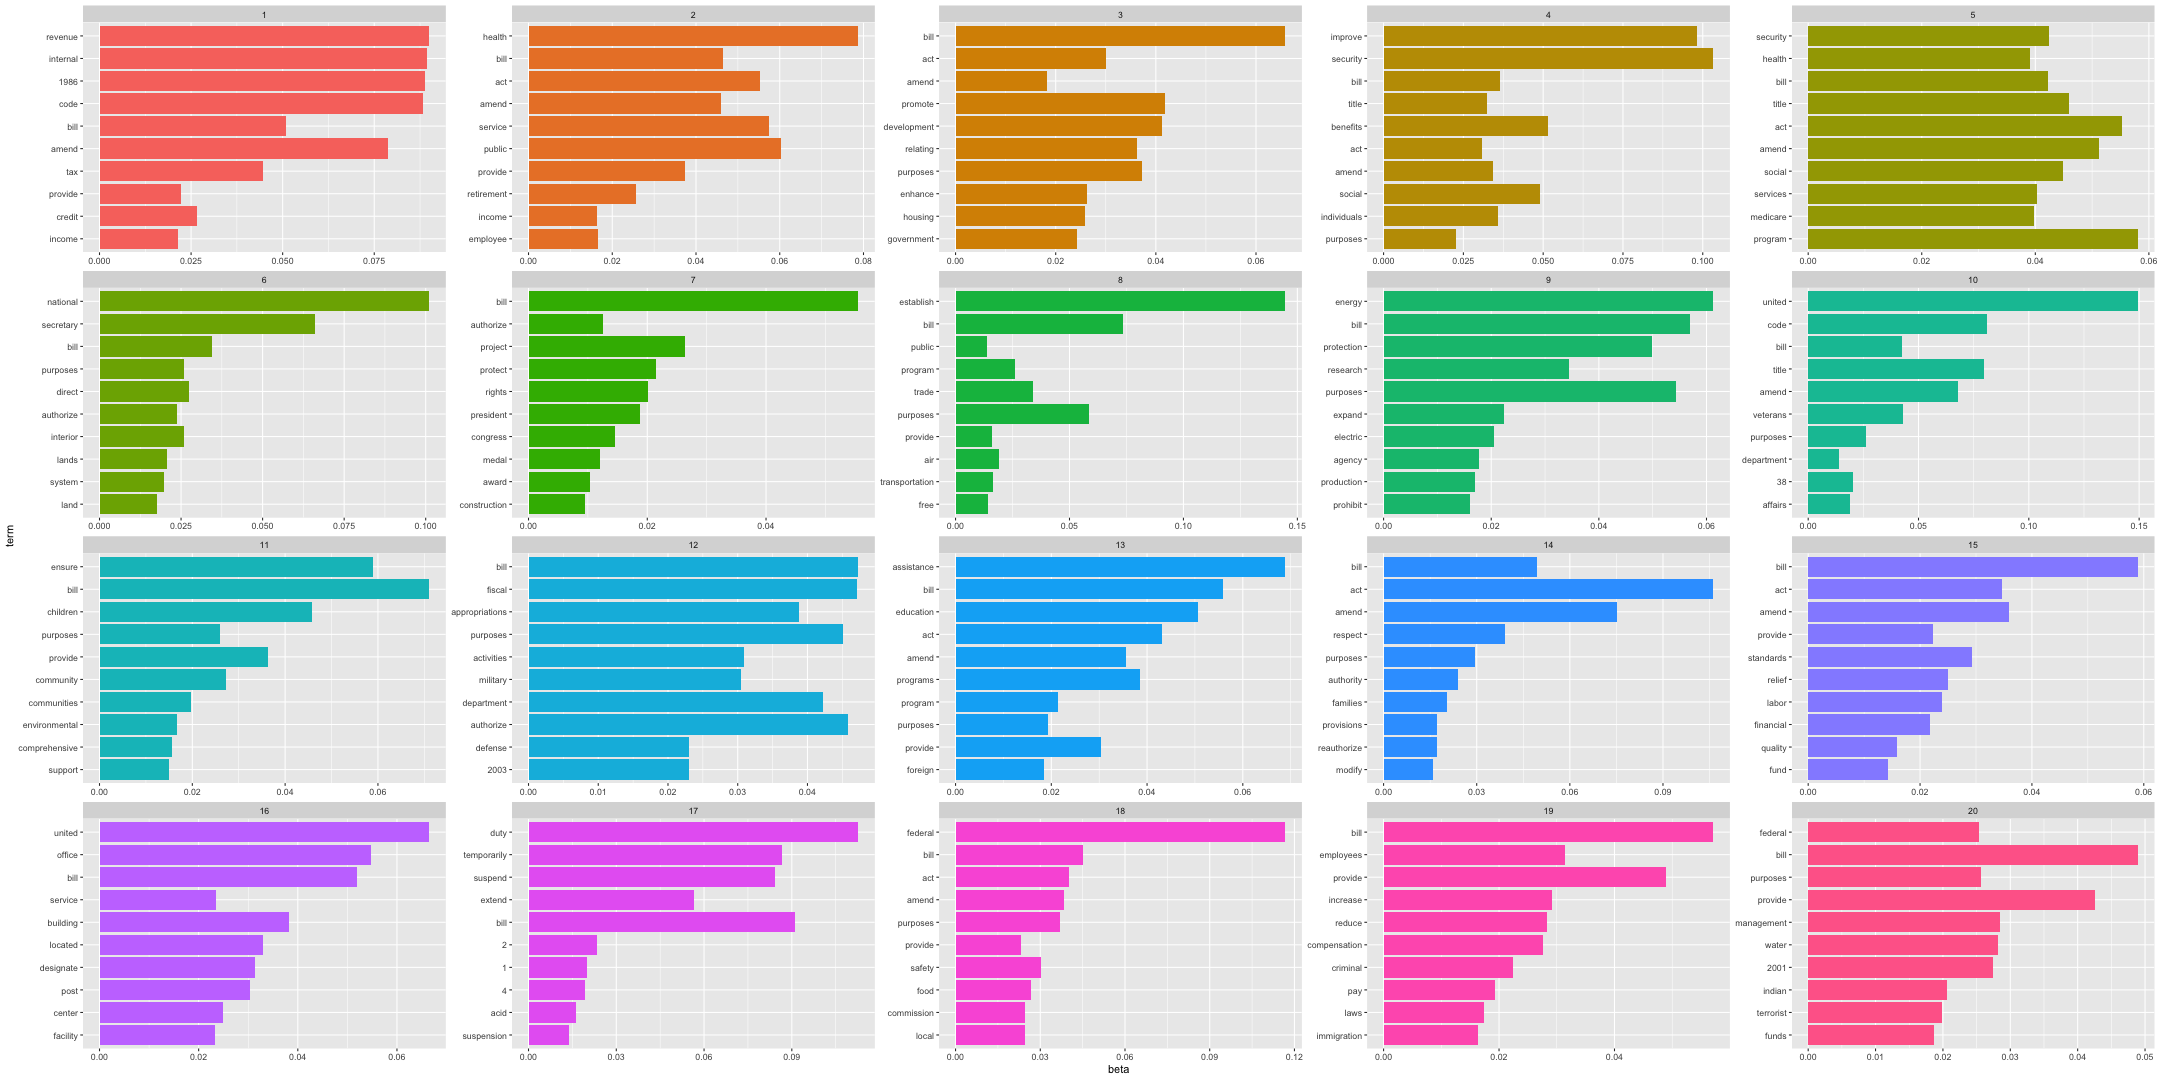 term
1
revenue
internal
1986
code
bill
amend
tax
provide
credit
income
0.000 0.025 0.050 0.075
2
health
bill
act
amend
service
public
provide
retirement
income
employee
0.00 0.02 0.04 0.06 0.08
3
bill
act
amend
promote
development
relating
purposes
enhance
housing
government
0.00 0.02 0.04 0.06
4
improve
security
bill
title
benefits
act
amend
social
individuals
purposes
0.000 0.025 0.050 0.075 0.100
5
security
health
bill
title
act
amend
social
services
medicare
program
0.00 0.02 0.04 0.06
6
national
secretary
bill
purposes
direct
authorize
interior
lands
system
land
0.000 0.025 0.050 0.075 0.100
7
bill
authorize
project
protect
rights
president
congress
medal
award
construction
0.00 0.02 0.04
8
establish
bill
public
program
trade
purposes
provide
air
transportation
free
0.00 0.05 0.10 0.15
9
energy
bill
protection
research
purposes
expand
electric
agency
production
prohibit
0.00 0.02 0.04 0.06
10
united
code
bill
title
amend
veterans
purposes
department
38
affairs
0.00 0.05 0.10 0.15
11
ensure
bill
children
purposes
provide
community
communities
environmental
comprehensive
support
0.00 0.02 0.04 0.06
12
bill
fiscal
appropriations
purposes
activities
military
department
authorize
defense
2003
0.00 0.01 0.02 0.03 0.04
13
assistance
bill
education
act
amend
programs
program
purposes
provide
foreign
0.00 0.02 0.04 0.06
14
bill
act
amend
respect
purposes
authority
families
provisions
reauthorize
modify
0.00 0.03 0.06 0.09
15
bill
act
amend
provide
standards
relief
labor
financial
quality
fund
0.00 0.02 0.04 0.06
16
united
office
bill
service
building
located
designate
post
center
facility
0.00 0.02 0.04 0.06
17
duty
temporarily
suspend
extend
bill
2
1
4
acid
suspension
0.00 0.03 0.06 0.09
18
federal
bill
act
amend
purposes
provide
safety
food
commission
local
0.00 0.03 0.06 0.09 0.12
19
bill
employees
provide
increase
reduce
compensation
criminal
pay
laws
immigration
0.00 0.02 0.04
20
federal
bill
purposes
provide
management
water
2001
indian
terrorist
funds
0.00 0.01 0.02 0.03 0.04 0.05
beta